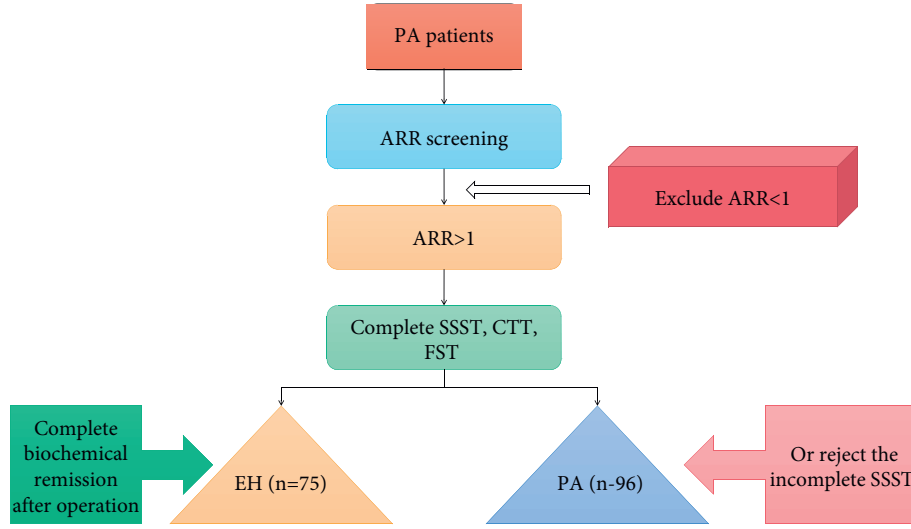 PA patients
ARR screening
Exclude ARR<1
ARR>1
Complete SSST, CTT,
FST
Complete
biochemical
remission
after operation
EH (n=75)
PA (n-96)
Or reject the
incomplete SSST